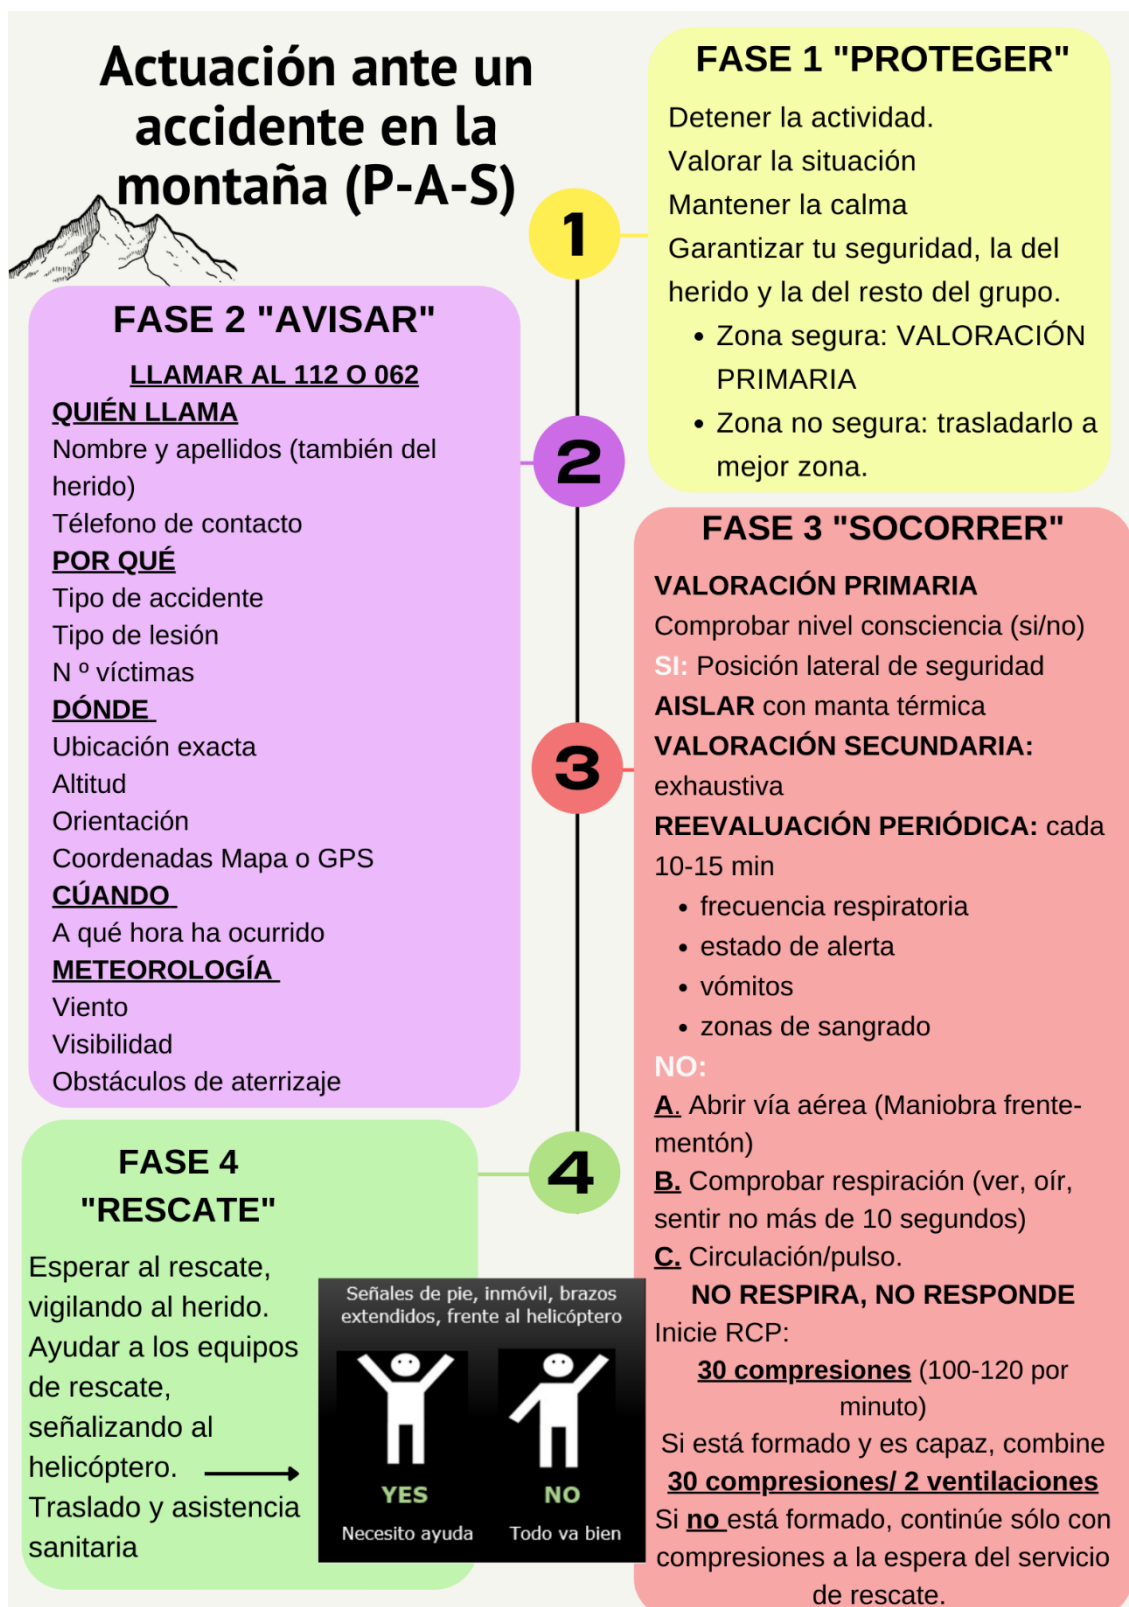 Actuación ante un
accidente en la
montaña (P-A-S)
1
FASE 1 "PROTEGER"
Detener la actividad.
Valorar la situación
Mantener la calma
Garantizar tu seguridad, la del
herido y la del resto del grupo.
• Zona segura: VALORACIÓN
PRIMARIA
• Zona no segura: trasladarlo a
mejor zona.
2
FASE 2 "AVISAR"
LLAMAR AL 112 O 062
QUIÉN LLAMA
Nombre y apellidos (también del
herido)
Télefono de contacto
POR QUÉ
Tipo de accidente
Tipo de lesión
N º víctimas
DÓNDE
Ubicación exacta
Altitud
Orientación
Coordenadas Mapa o GPS
CÚANDO
A qué hora ha ocurrido
METEOROLOGÍA
Viento
Visibilidad
Obstáculos de aterrizaje
3
FASE 3 "SOCORRER"
VALORACIÓN PRIMARIA
Comprobar nivel consciencia (si/no)
SI: Posición lateral de seguridad
AISLAR con manta térmica
VALORACIÓN SECUNDARIA:
exhaustiva
REEVALUACIÓN PERIÓDICA: cada
10-15 min
• frecuencia respiratoria
• estado de alerta
• vómitos
• zonas de sangrado
NO:
A. Abrir vía aérea (Maniobra frente-
mentón)
B. Comprobar respiración (ver, oír,
sentir no más de 10 segundos)
C. Circulación/pulso.
NO RESPIRA, NO RESPONDE
Inicie RCP:
30 compresiones (100-120 por
minuto)
Si está formado y es capaz, combine
30 compresiones/ 2 ventilaciones
Si no está formado, continúe sólo con
compresiones a la espera del servicio
de rescate.
4
FASE 4
"RESCATE"
Esperar al rescate,
vigilando al herido.
Ayudar a los equipos
de rescate,
señalizando al
helicóptero.
Traslado y asistencia
sanitaria
Señales de pie, inmóvil, brazos
extendidos, frente al helicóptero
YES
NO
Necesito ayuda
Todo va bien